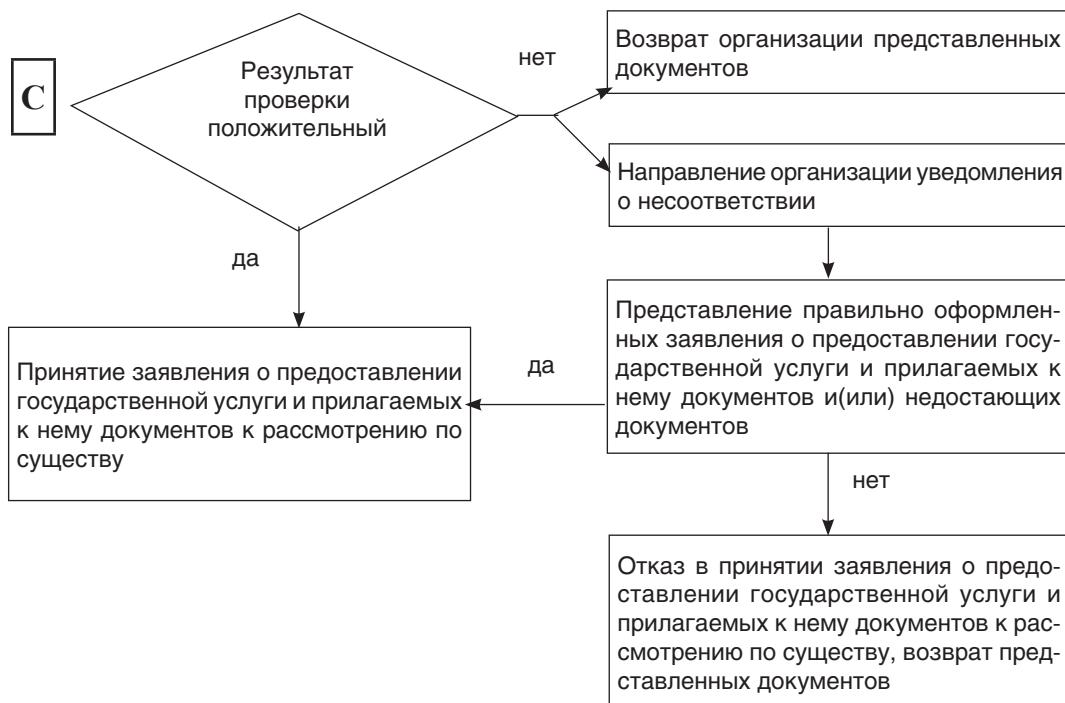 С
Результат
проверки
положительный
нет
Возврат организации представленных
документов
Направление организации уведомления
о несоответствии
да
Представление правильно оформлен-
ных заявления о предоставлении госу-
дарственной услуги и прилагаемых к
нему документов и(или) недостающих
документов
да
Принятие заявления о предоставлении
государственной услуги и прилагаемых
к нему документов к рассмотрению по
существу
нет
Отказ в принятии заявления о предо-
ставлении государственной услуги и
прилагаемых к нему документов к рас-
смотрению по существу, возврат пред-
ставленных документов